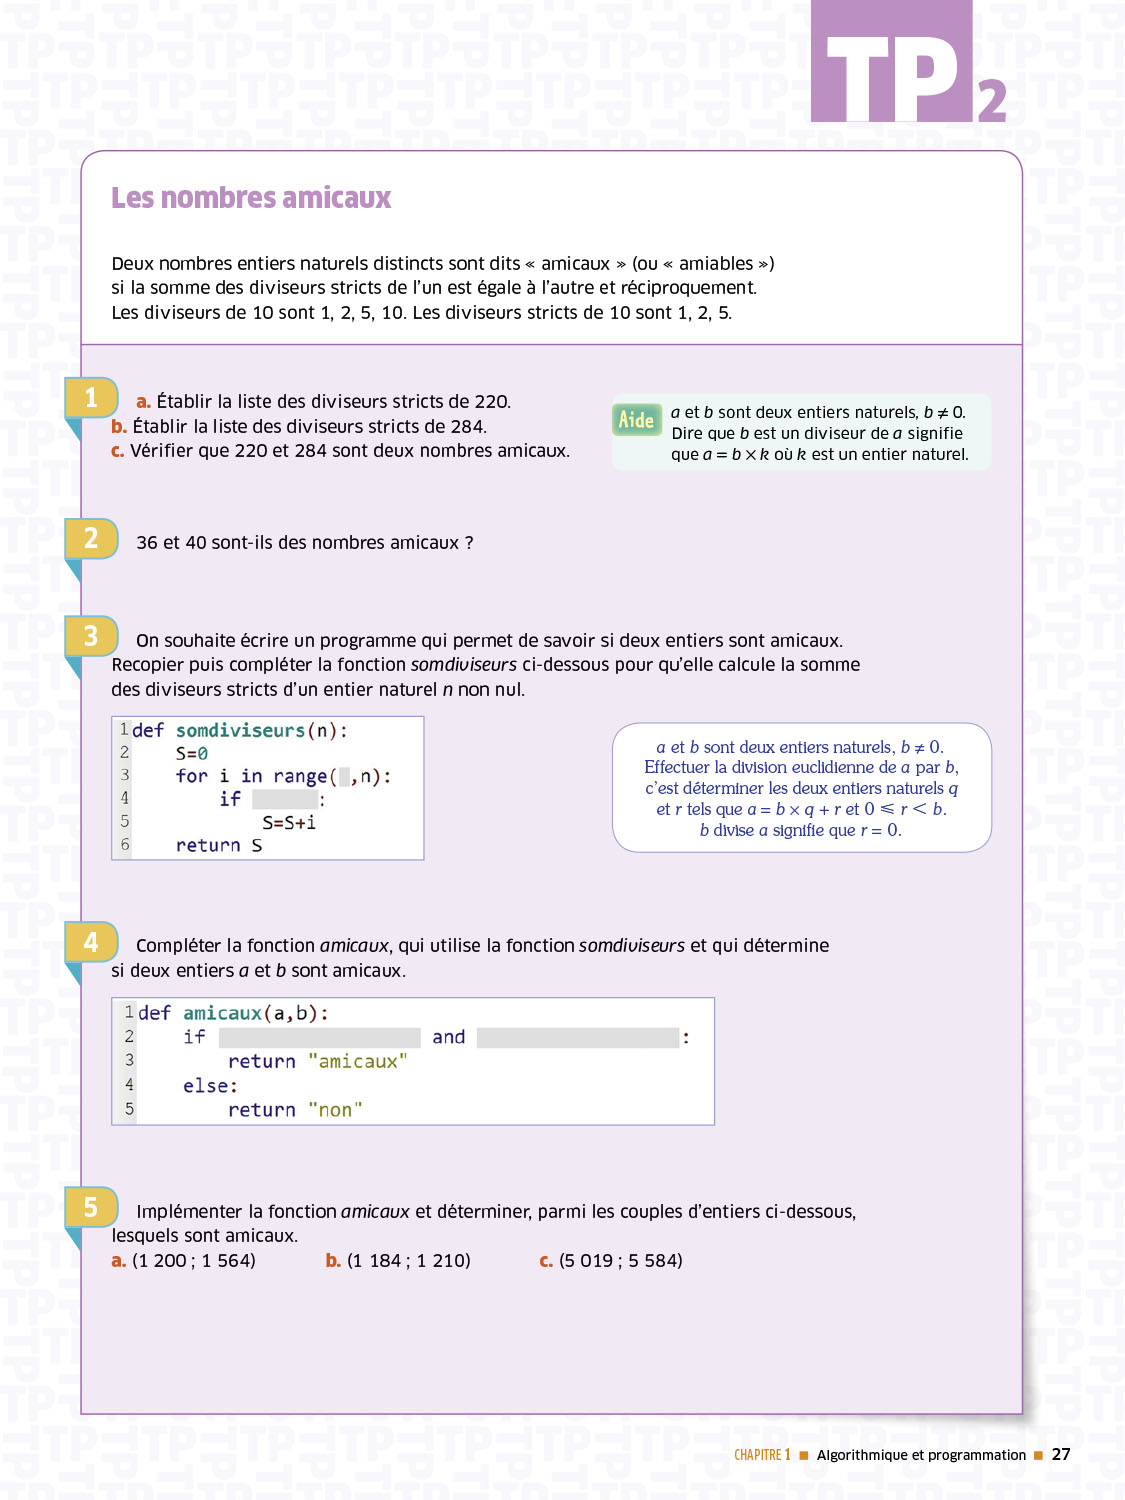 TP2
Les nombres amicaux
Deux nombres entiers naturels distincts sont dits « amicaux » (ou « amiables »)
si la somme des diviseurs stricts de l’un est égale à l’autre et réciproquement.
Les diviseurs de 10 sont 1, 2, 5, 10. Les diviseurs stricts de 10 sont 1, 2, 5.
1 a. Établir la liste des diviseurs stricts de 220.
b. Établir la liste des diviseurs stricts de 284.
c. Vérifier que 220 et 284 sont deux nombres amicaux.
Aide
a et b sont deux entiers naturels, b ≠ 0.
Dire que b est un diviseur de a signifie
que a = b × k où k est un entier naturel.
2 36 et 40 sont-ils des nombres amicaux ?
3 On souhaite écrire un programme qui permet de savoir si deux entiers sont amicaux.
Recopier puis compléter la fonction somdiviseurs ci-dessous pour qu’elle calcule la somme
des diviseurs stricts d’un entier naturel n non nul.
1 def somdiviseurs(n):
2 S=0
3 for i in range( ,n):
4 if :
5 S=S+i
6 return S
a et b sont deux entiers naturels, b ≠ 0.
Effectuer la division euclidienne de a par b,
c’est déterminer les deux entiers naturels q
et r tels que a = b × q + r et 0 ⩽ r < b.
b divise a signifie que r = 0.
4 Compléter la fonction amicaux, qui utilise la fonction somdiviseurs et qui détermine
si deux entiers a et b sont amicaux.
1 def amicaux(a,b):
2 if and :
3 return "amicaux"
4 else:
5 return "non"
5 Implémenter la fonction amicaux et déterminer, parmi les couples d’entiers ci-dessous,
lesquels sont amicaux.
a. (1 200 ; 1 564) b. (1 184 ; 1 210) c. (5 019 ; 5 584)
CHAPITRE 1 ■ Algorithmique et programmation ■ 27